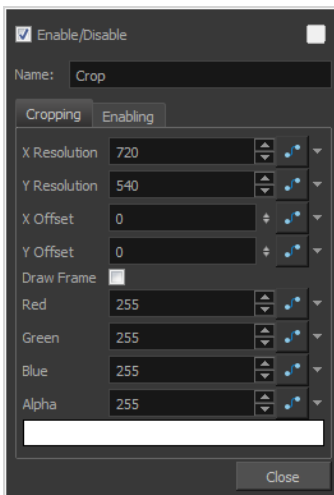 Enable/Disable
Name: Crop
Cropping Enabling
X Resolution 720
Y Resolution 540
X Offset 0
Y Offset 0
Draw Frame
Red 255
Green 255
Blue 255
Alpha 255
Close